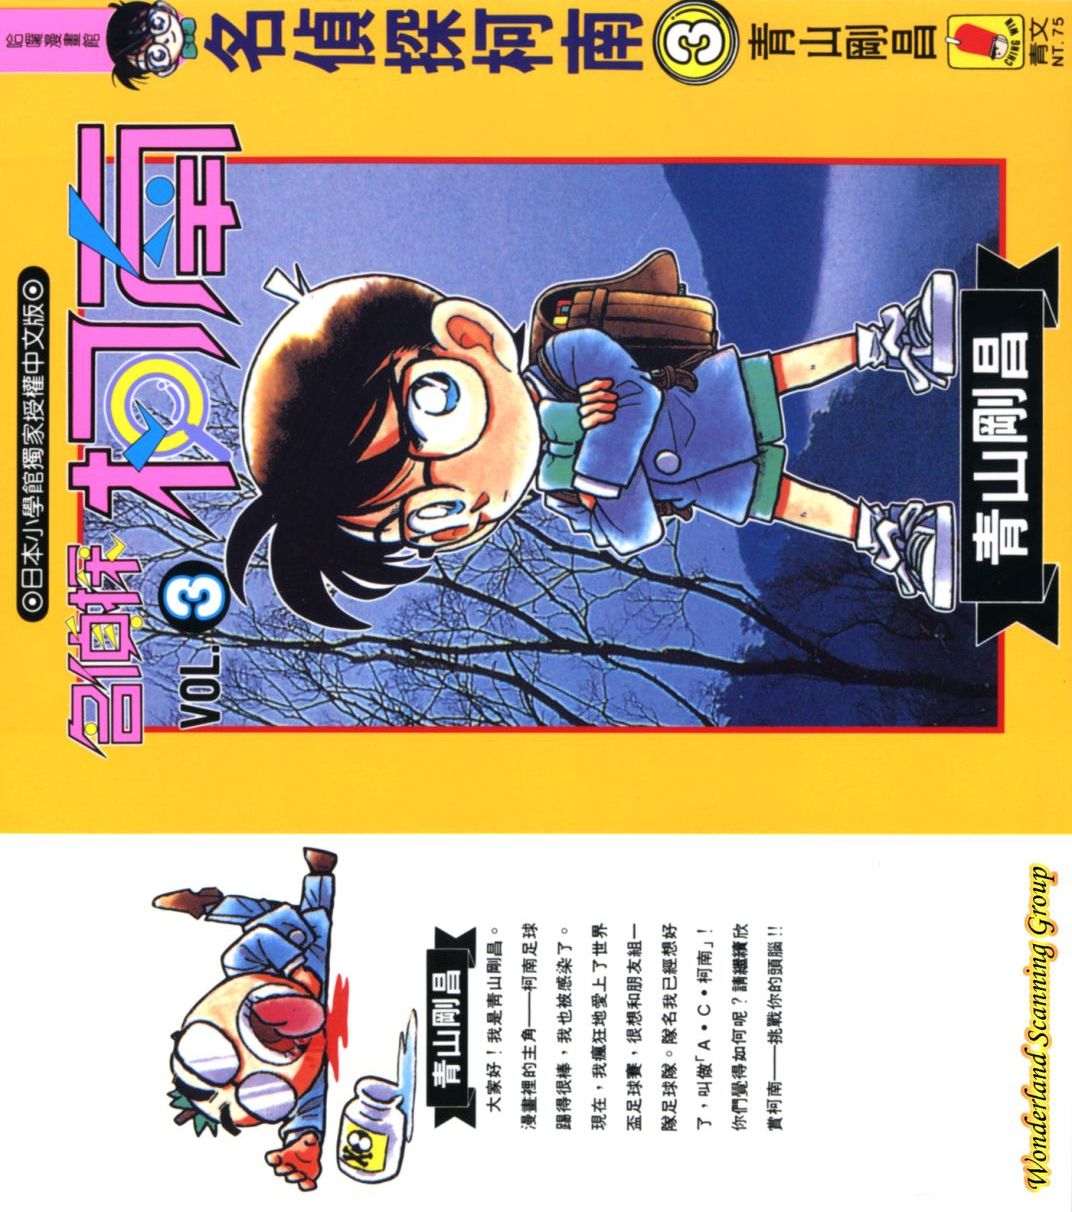 哈燭漫畫館
名偵探柯南
3
青山剛昌
CHING WIN
青文
NT. 75
◉日本小學館獨家授權中文版◉
名偵探
柯南
VOL. 3
青山剛昌
青山剛昌
大家好！我是青山剛昌。
漫畫裡的主角——柯南足球
踢得很棒，我也被感染了。
現在，我瘋狂地愛上了世界
盃足球賽，很想和朋友組一
隊足球隊。隊名我已經想好
了，叫做「A・C・柯南」！
你們覺得如何呢？請繼續欣
賞柯南——挑戰你的頭腦!!
Wonderland Scanning Group